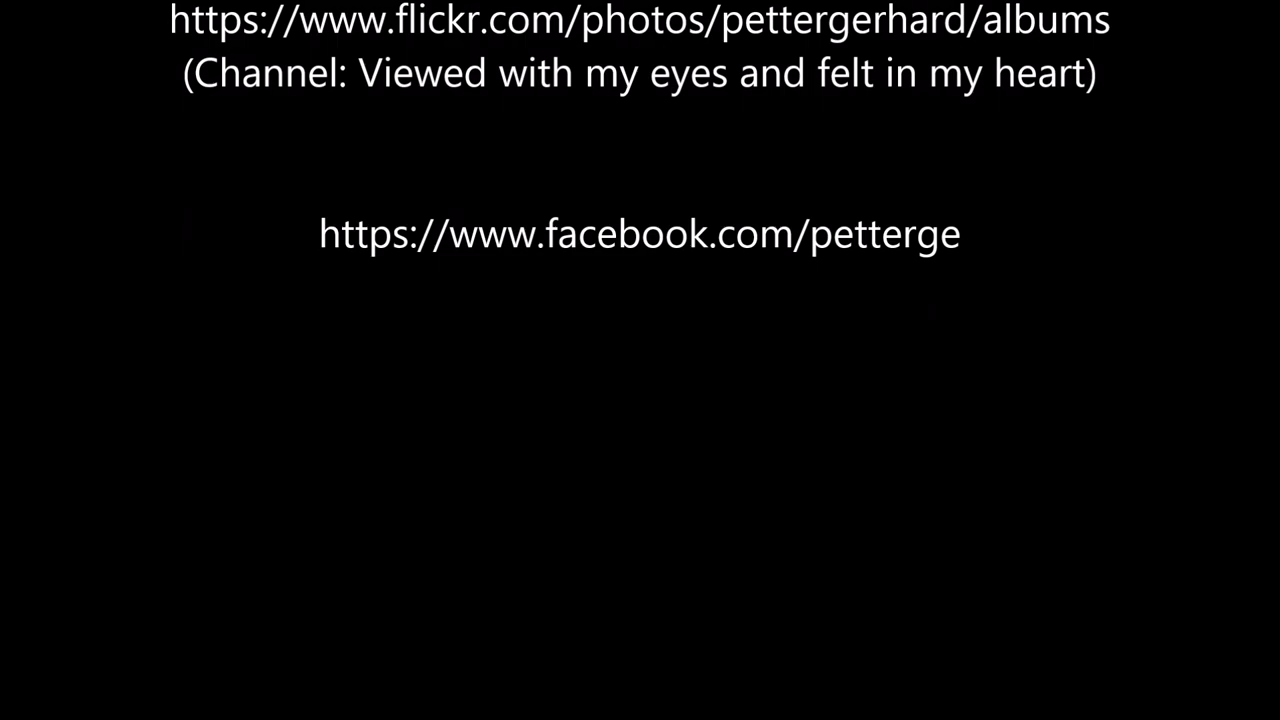 https://www.flickr.com/photos/pettergerhard/albums
(Channel: Viewed with my eyes and felt in my heart)
https://www.facebook.com/petterge